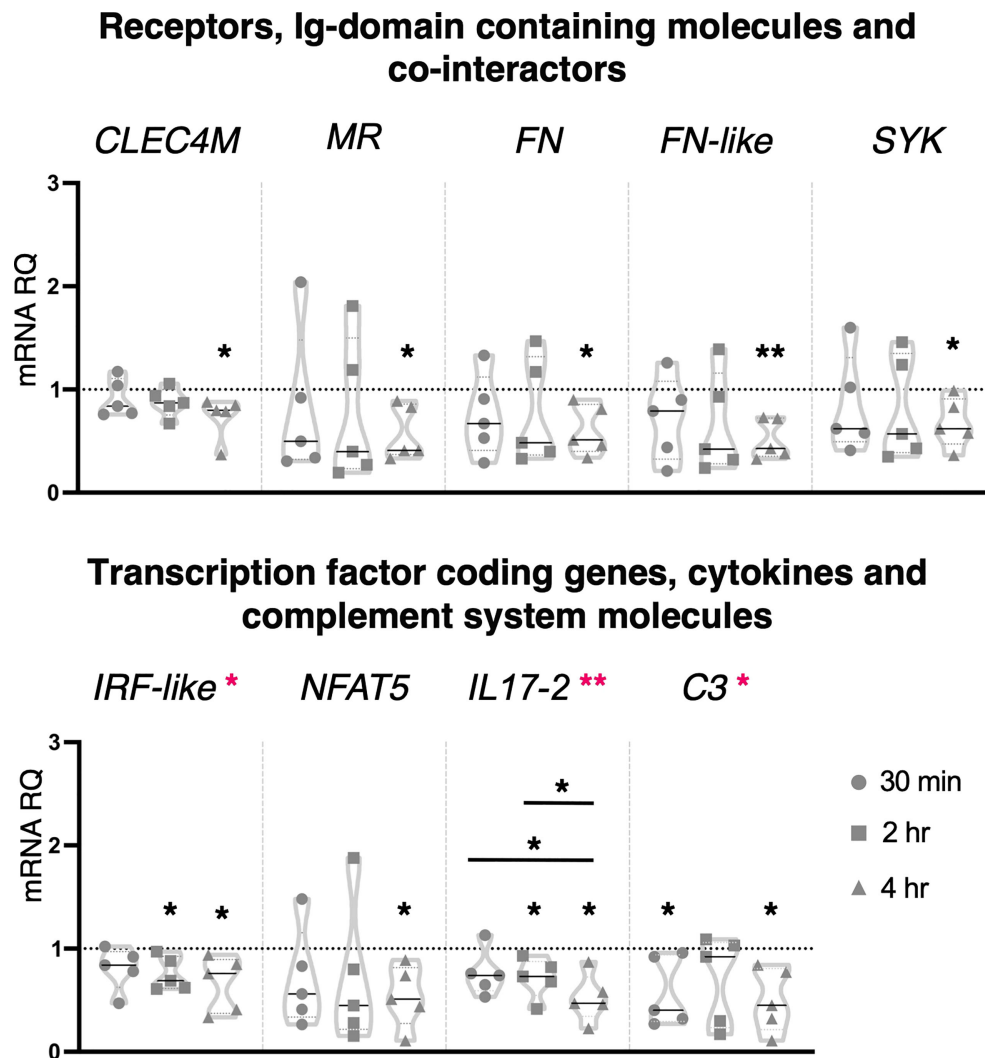 Receptors, Ig-domain containing molecules and
co-interactors
CLEC4M MR FN FN-like SYK
3
2
1
0
mRNA RQ
* * * ** *
Transcription factor coding genes, cytokines and
complement system molecules
IRF-like * NFAT5 IL17-2 ** C3 *
3
2
1
0
mRNA RQ
*
*
* * * * * * *
30 min
2 hr
4 hr